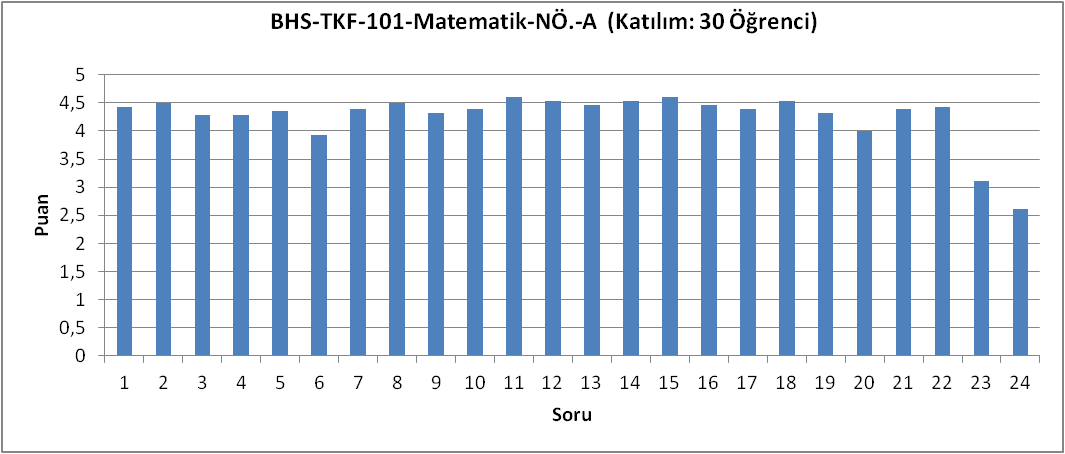 BHS-TKF-101-Matematik-NÖ.-A (Katılım: 30 Öğrenci)
Puan
5
4,5
4
3,5
3
2,5
2
1,5
1
0,5
0
1 2 3 4 5 6 7 8 9 10 11 12 13 14 15 16 17 18 19 20 21 22 23 24
Soru